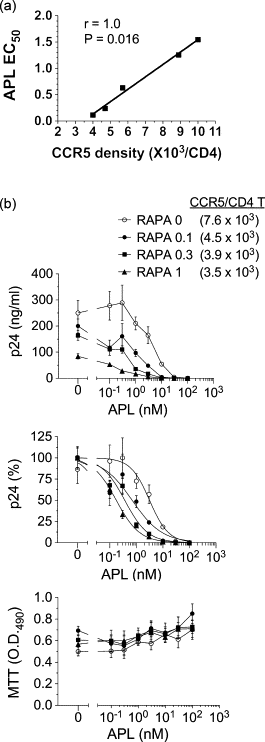 (a)
r = 1.0
P = 0.016
APL EC50
2.0
1.5
1.0
0.5
0.0
2 3 4 5 6 7 8 9 10 11
CCR5 density (X10³/CD4)
(b)
CCR5/CD4 T
RAPA 0 (7.6 x 10³)
RAPA 0.1 (4.5 x 10³)
RAPA 0.3 (3.9 x 10³)
RAPA 1 (3.5 x 10³)
p24 (ng/ml)
400
300
200
100
0
0 10⁻¹ 10⁰ 10¹ 10² 10³
APL (nM)
p24 (%)
125
100
75
50
25
0
0 10⁻¹ 10⁰ 10¹ 10² 10³
APL (nM)
MTT (O.D.490)
1.0
0.8
0.6
0.4
0.2
0.0
0 10⁻¹ 10⁰ 10¹ 10² 10³
APL (nM)